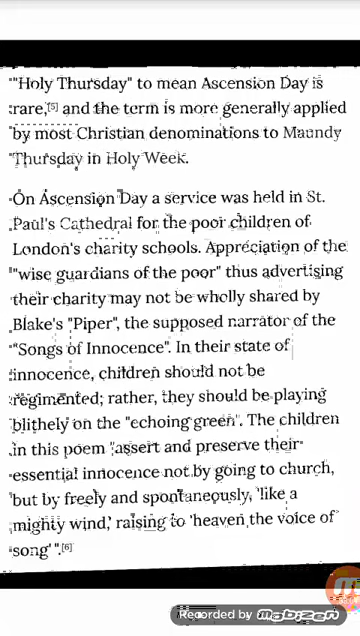 "Holy Thursday" to mean Ascension Day is
rare,[5] and the term is more generally applied
by most Christian denominations to Maundy
Thursday in Holy Week.
On Ascension Day a service was held in St.
Paul's Cathedral for the poor children of
London's charity schools. Appreciation of the
"wise guardians of the poor" thus advertising
their charity may not be wholly shared by
Blake's "Piper", the supposed narrator of the
"Songs of Innocence". In their state of
innocence, children should not be
regimented; rather, they should be playing
blithely on the "echoing green". The children
in this poem "assert and preserve their
essential innocence not by going to church,
but by freely and spontaneously, 'like a
mighty wind,' raising to 'heaven the voice of
song' ".[6]
Recorded by mobizen